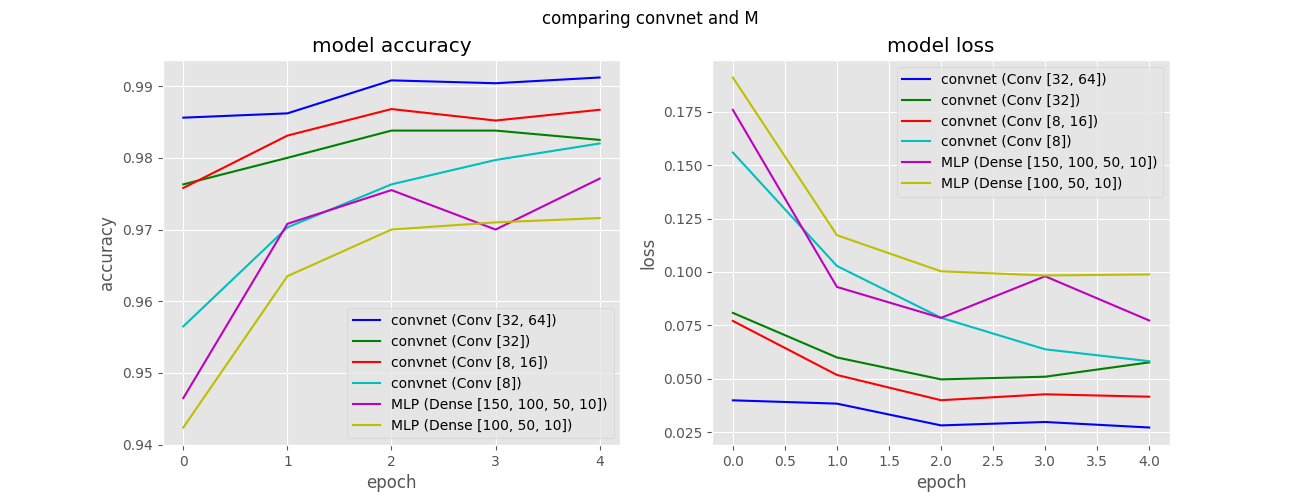 comparing convnet and M
model accuracy
0.99
0.98
0.97
0.96
0.95
0.94
accuracy
0
1
2
3
4
epoch
convnet (Conv [32, 64])
convnet (Conv [32])
convnet (Conv [8, 16])
convnet (Conv [8])
MLP (Dense [150, 100, 50, 10])
MLP (Dense [100, 50, 10])
model loss
0.175
0.150
0.125
0.100
0.075
0.050
0.025
loss
0.0
0.5
1.0
1.5
2.0
2.5
3.0
3.5
4.0
epoch
convnet (Conv [32, 64])
convnet (Conv [32])
convnet (Conv [8, 16])
convnet (Conv [8])
MLP (Dense [150, 100, 50, 10])
MLP (Dense [100, 50, 10])